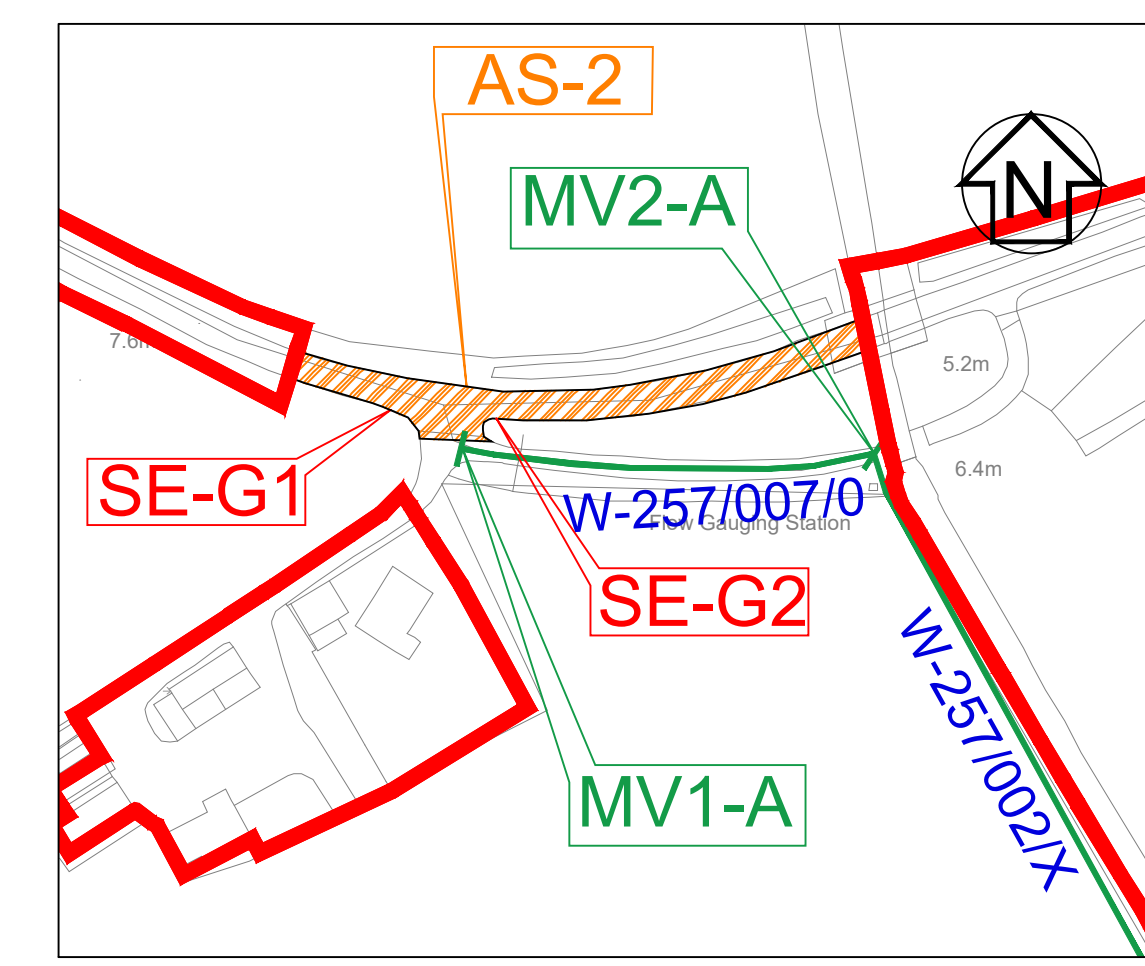 AS-2
MV2-A
N
7.6m
5.2m
SE-G1
6.4m
W-257/007/0
Flow Gauging Station
SE-G2
W-257/002/X
MV1-A